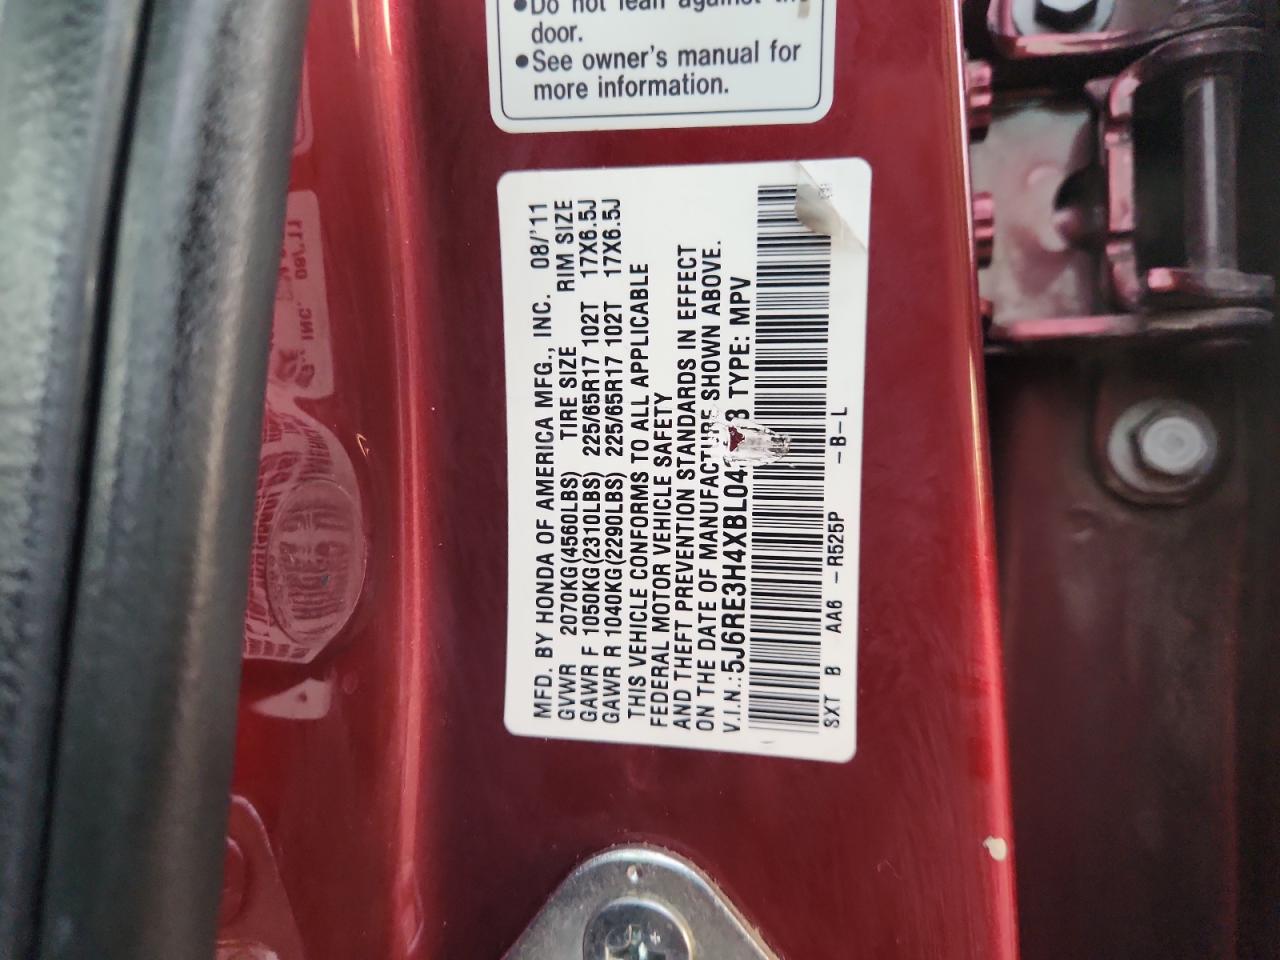 ●Do not lean against the
door.
●See owner's manual for
more information.
MFD. BY HONDA OF AMERICA MFG., INC. 08/'11
GVWR 2070KG(4560LBS) TIRE SIZE RIM SIZE
GAWR F 1050KG(2310LBS) 225/65R17 102T 17X6.5J
GAWR R 1040KG(2290LBS) 225/65R17 102T 17X6.5J
THIS VEHICLE CONFORMS TO ALL APPLICABLE
FEDERAL MOTOR VEHICLE SAFETY
AND THEFT PREVENTION STANDARDS IN EFFECT
ON THE DATE OF MANUFACTURE SHOWN ABOVE.
V.I.N.: TYPE: MPV
SXT B AA6 -R525P -B-L